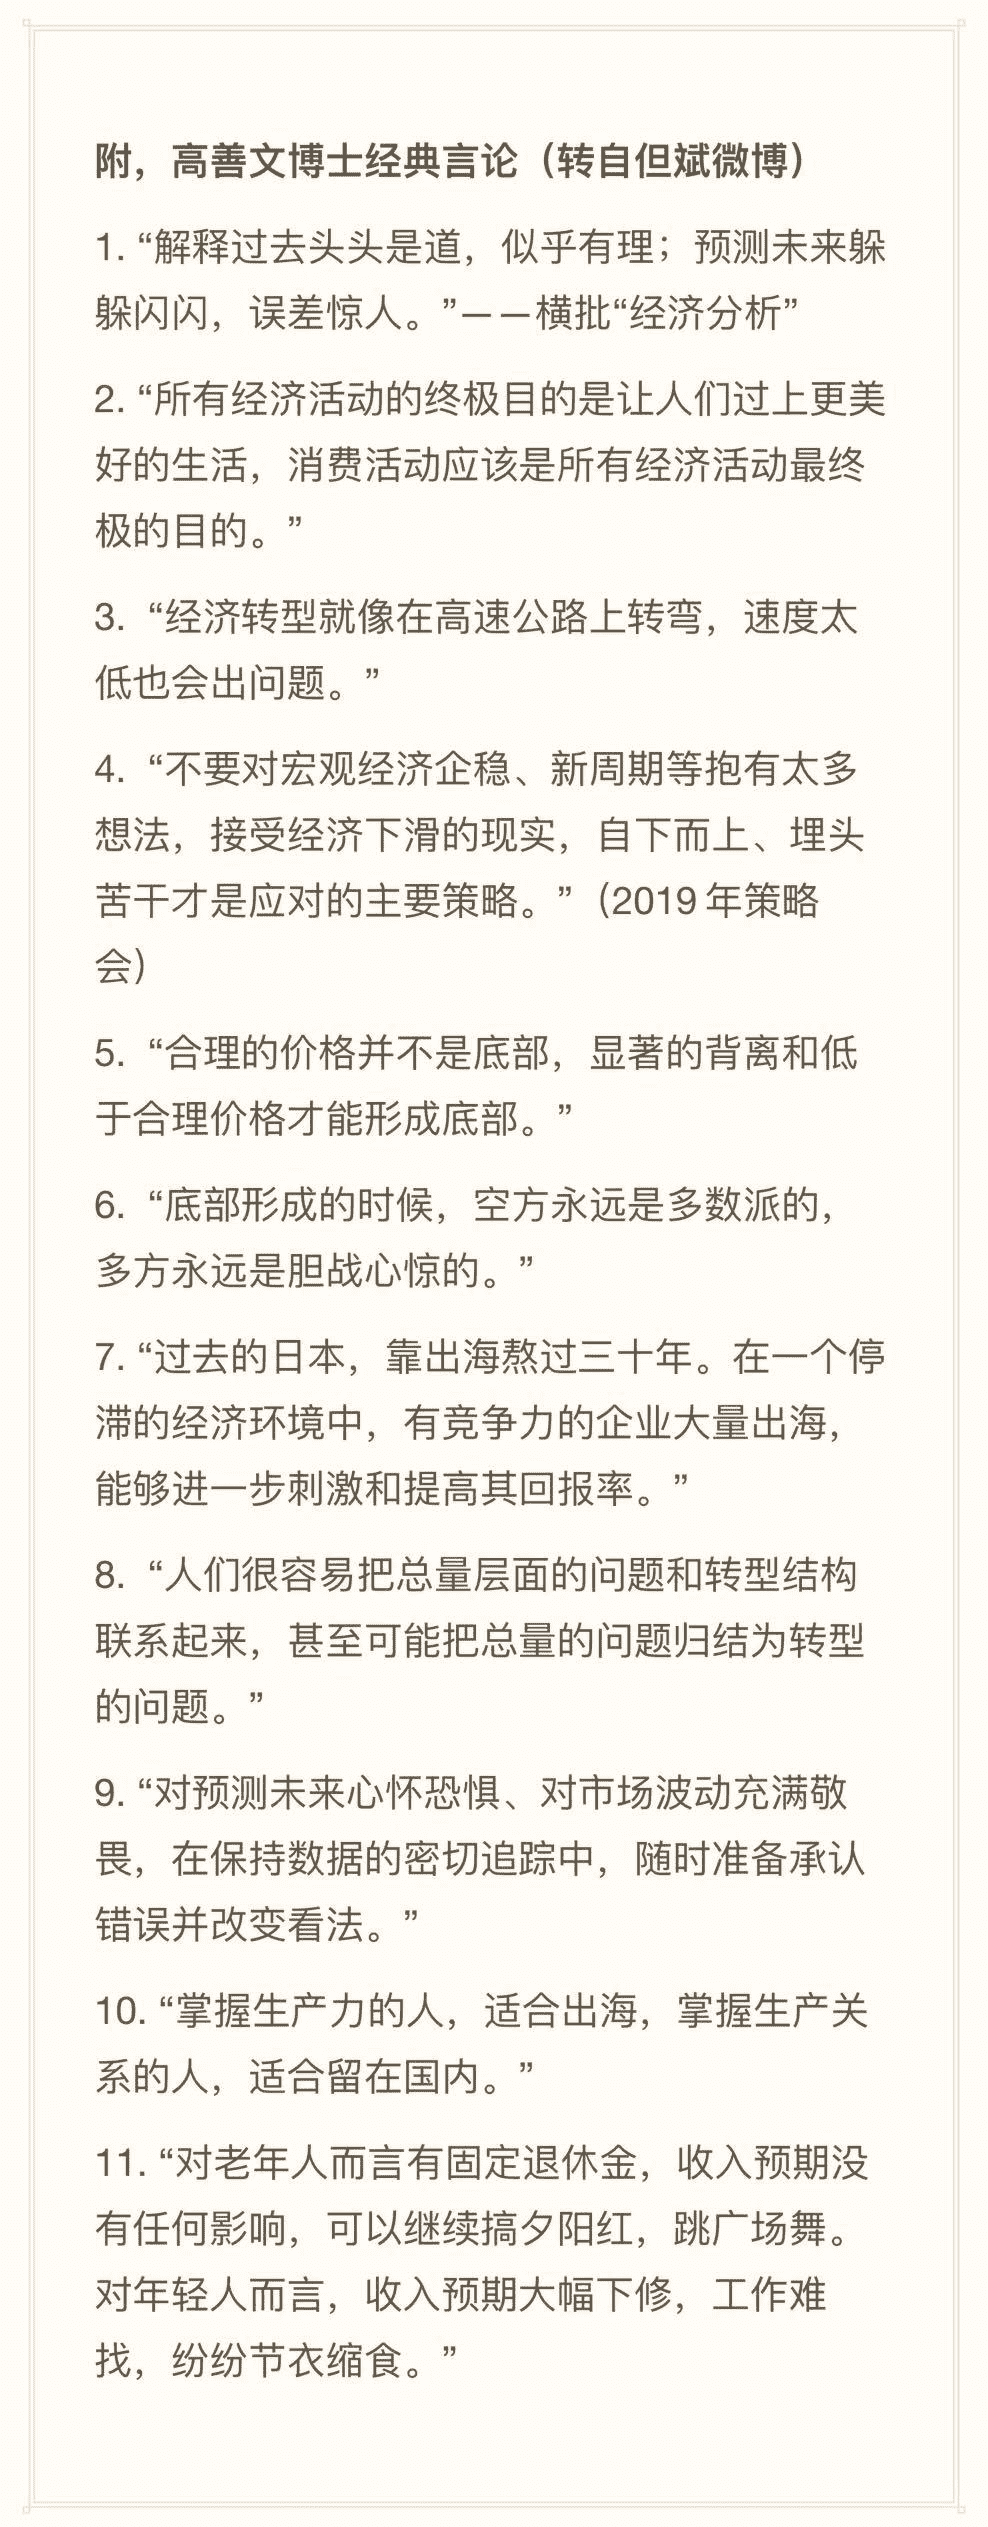 附，高善文博士经典言论（转自但斌微博）
1. “解释过去头头是道，似乎有理；预测未来躲
躲闪闪，误差惊人。”——横批“经济分析”
2. “所有经济活动的终极目的是让人们过上更美
好的生活，消费活动应该是所有经济活动最终
极的目的。”
3. “经济转型就像在高速公路上转弯，速度太
低也会出问题。”
4. “不要对宏观经济企稳、新周期等抱有太多
想法，接受经济下滑的现实，自下而上、埋头
苦干才是应对的主要策略。”（2019 年策略
会）
5. “合理的价格并不是底部，显著的背离和低
于合理价格才能形成底部。”
6. “底部形成的时候，空方永远是多数派的，
多方永远是胆战心惊的。”
7. “过去的日本，靠出海熬过三十年。在一个停
滞的经济环境中，有竞争力的企业大量出海，
能够进一步刺激和提高其回报率。”
8. “人们很容易把总量层面的问题和转型结构
联系起来，甚至可能把总量的问题归结为转型
的问题。”
9. “对预测未来心怀恐惧、对市场波动充满敬
畏，在保持数据的密切追踪中，随时准备承认
错误并改变看法。”
10. “掌握生产力的人，适合出海，掌握生产关
系的人，适合留在国内。”
11. “对老年人而言有固定退休金，收入预期没
有任何影响，可以继续搞夕阳红，跳广场舞。
对年轻人而言，收入预期大幅下修，工作难
找，纷纷节衣缩食。”